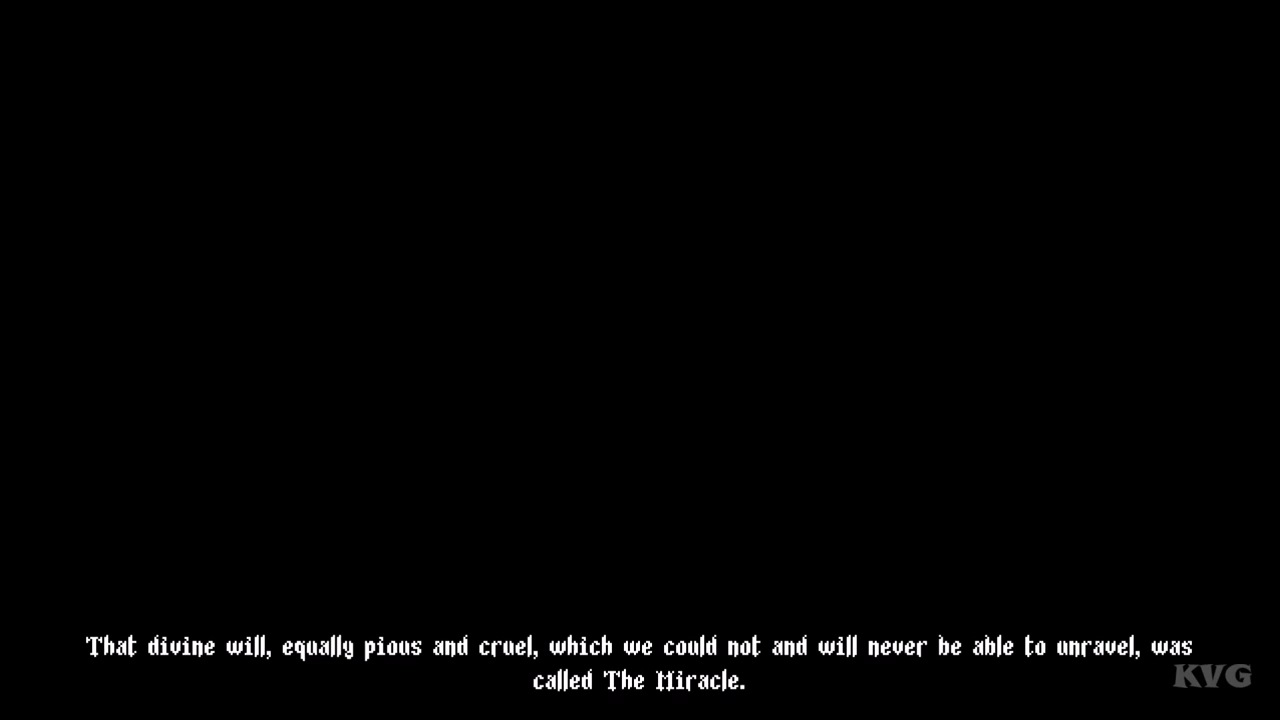 That divine will, equally pious and cruel, which we could not and will never be able to unravel, was
called The Miracle.
KVG